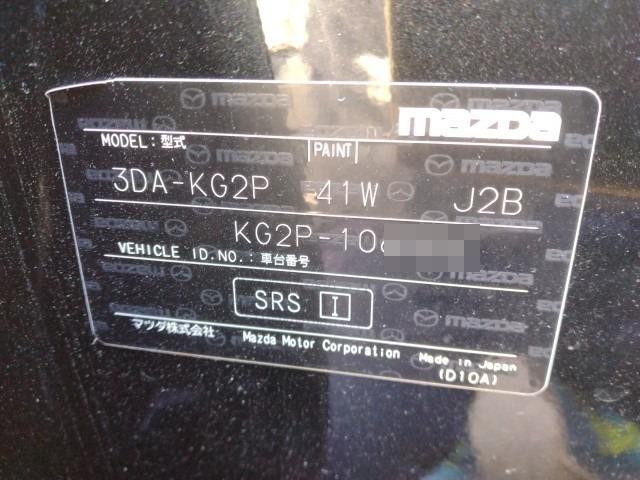 mazda
MODEL:型式 PAINT
3DA-KG2P 41W J2B
KG2P-10
VEHICLE ID.NO.:車台番号
SRS I
マツダ株式会社 Mazda Motor Corporation Made in Japan
(D10A)